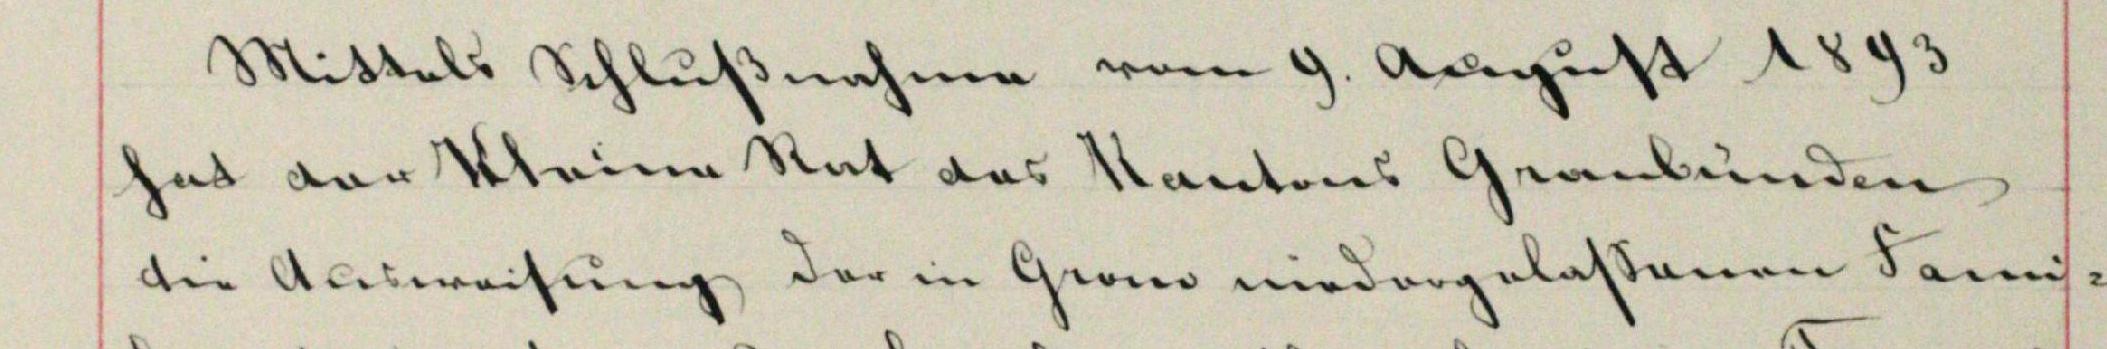 Mittels Schlußnahme vom 9. August 1893
hat der Kleine Rat des Kantons Graubünden
die Ausweisung der in Grono niedergelassenen Fami-